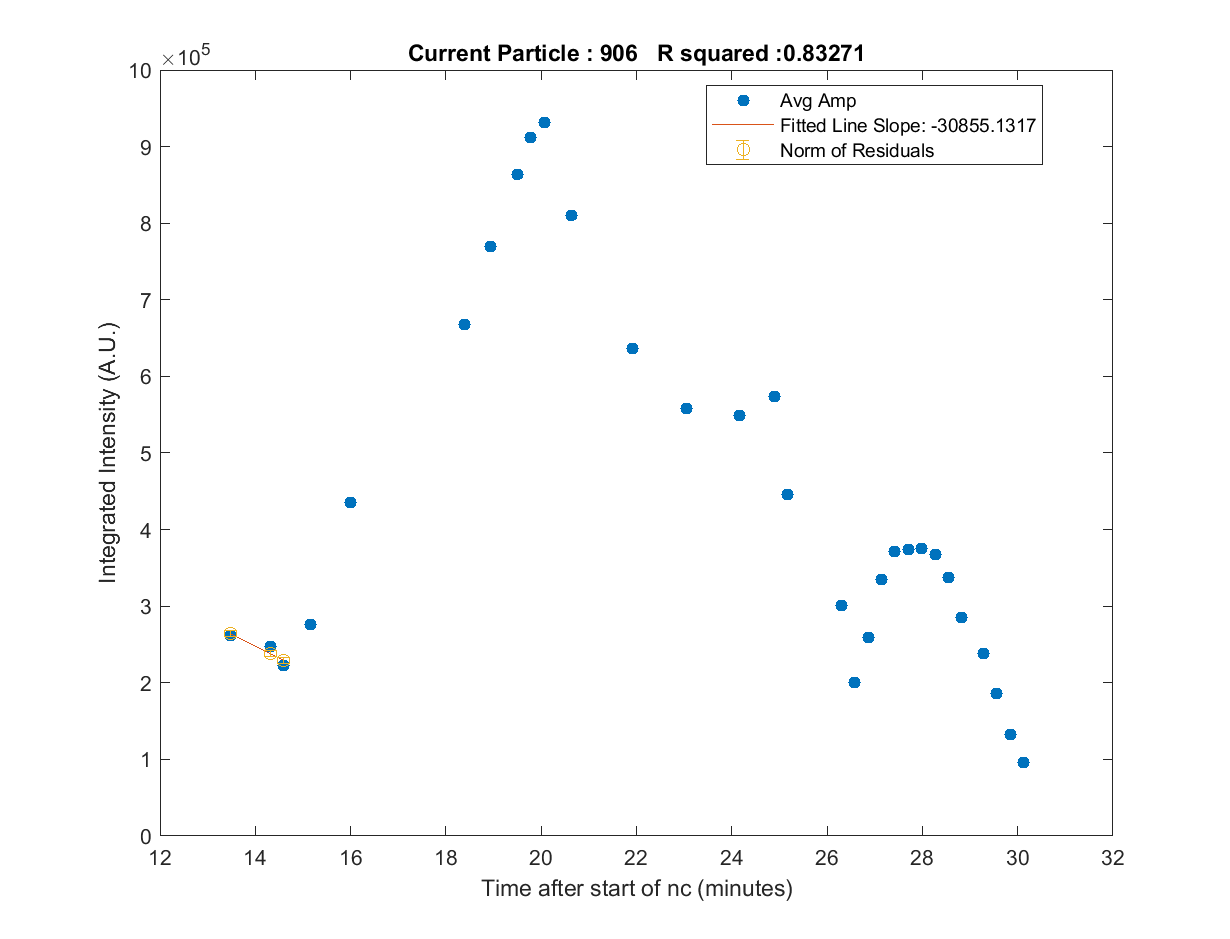 Current Particle : 906   R squared :0.83271
×10⁵
10
9
8
7
6
5
4
3
2
1
0
Integrated Intensity (A.U.)
Avg Amp
Fitted Line Slope: -30855.1317
Norm of Residuals
12 14 16 18 20 22 24 26 28 30 32
Time after start of nc (minutes)